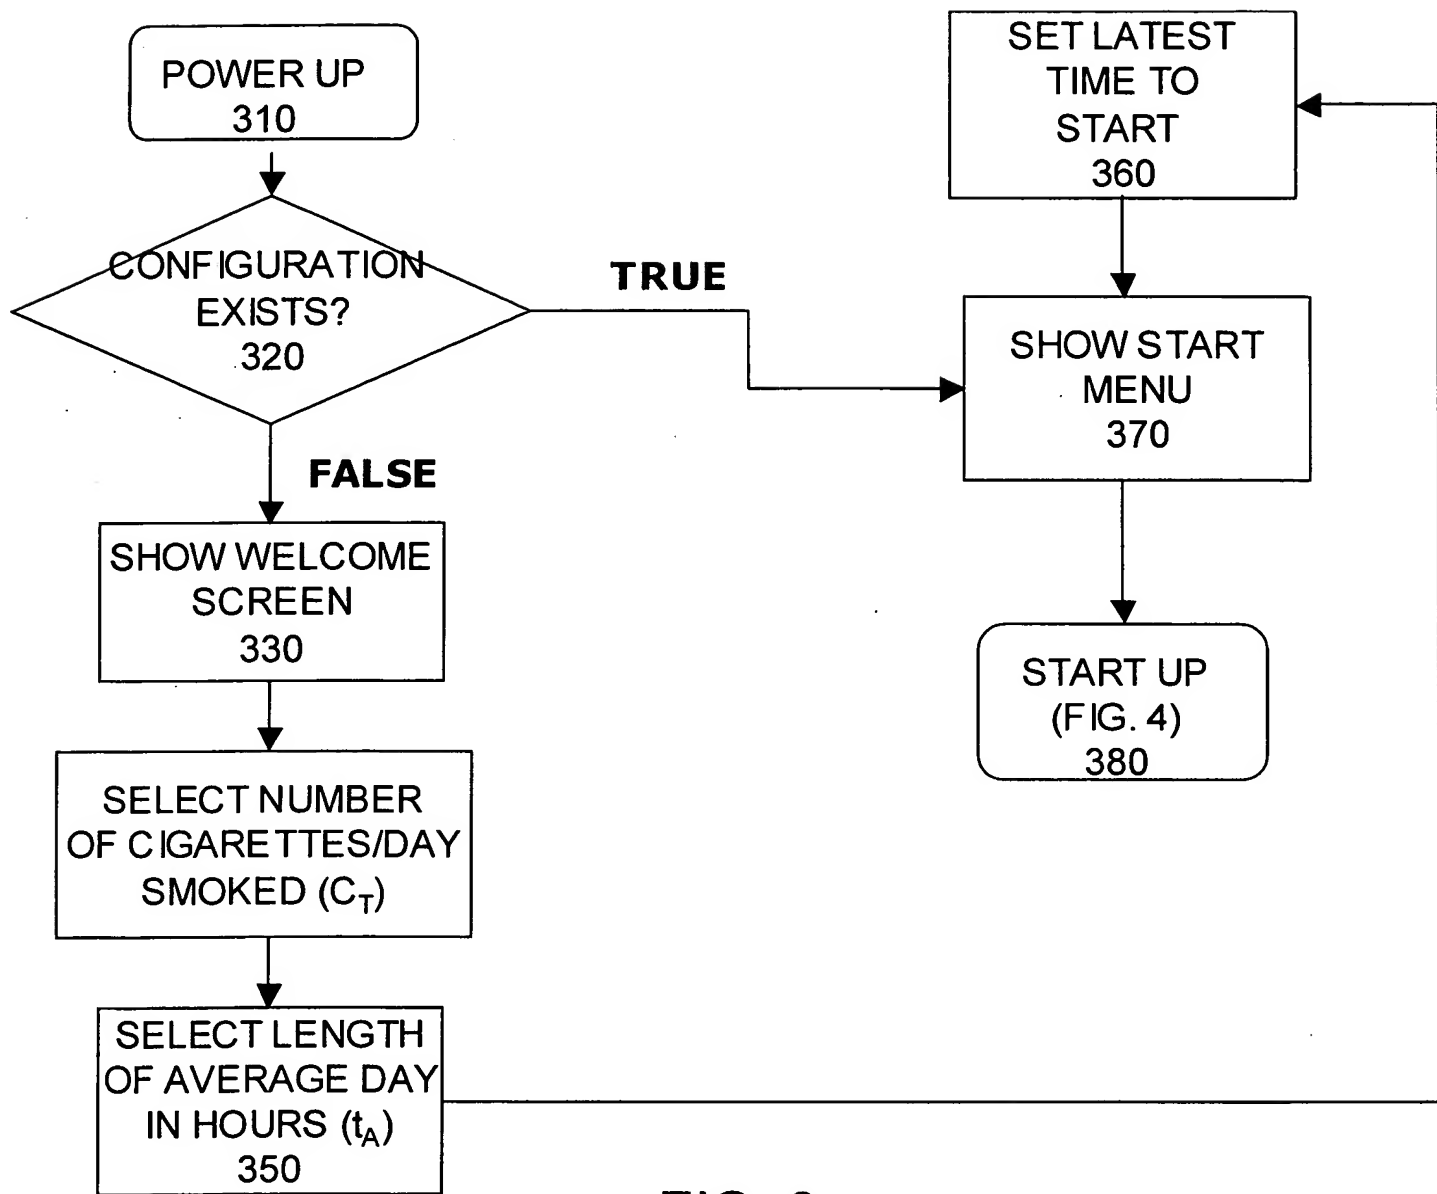 POWER UP
310
CONFIGURATION
EXISTS?
320
TRUE
FALSE
SHOW WELCOME
SCREEN
330
SELECT NUMBER
OF CIGARETTES/DAY
SMOKED (C_T)
SELECT LENGTH
OF AVERAGE DAY
IN HOURS (t_A)
350
SET LATEST
TIME TO
START
360
SHOW START
MENU
370
START UP
(FIG. 4)
380